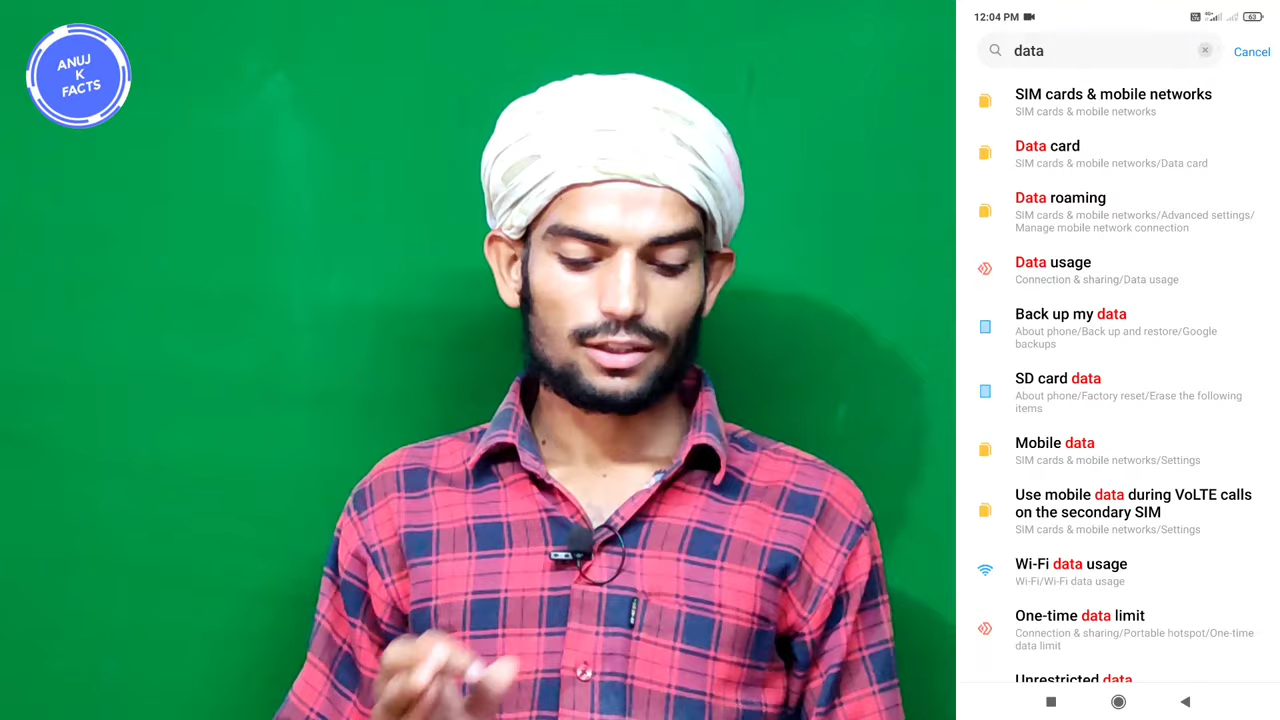 ANUJ
K
FACTS
12:04 PM
4G+
63
data
Cancel
SIM cards & mobile networks
SIM cards & mobile networks
Data card
SIM cards & mobile networks/Data card
Data roaming
SIM cards & mobile networks/Advanced settings/
Manage mobile network connection
Data usage
Connection & sharing/Data usage
Back up my data
About phone/Back up and restore/Google
backups
SD card data
About phone/Factory reset/Erase the following
items
Mobile data
SIM cards & mobile networks/Settings
Use mobile data during VoLTE calls
on the secondary SIM
SIM cards & mobile networks/Settings
Wi-Fi data usage
Wi-Fi/Wi-Fi data usage
One-time data limit
Connection & sharing/Portable hotspot/One-time
data limit
Unrestricted data